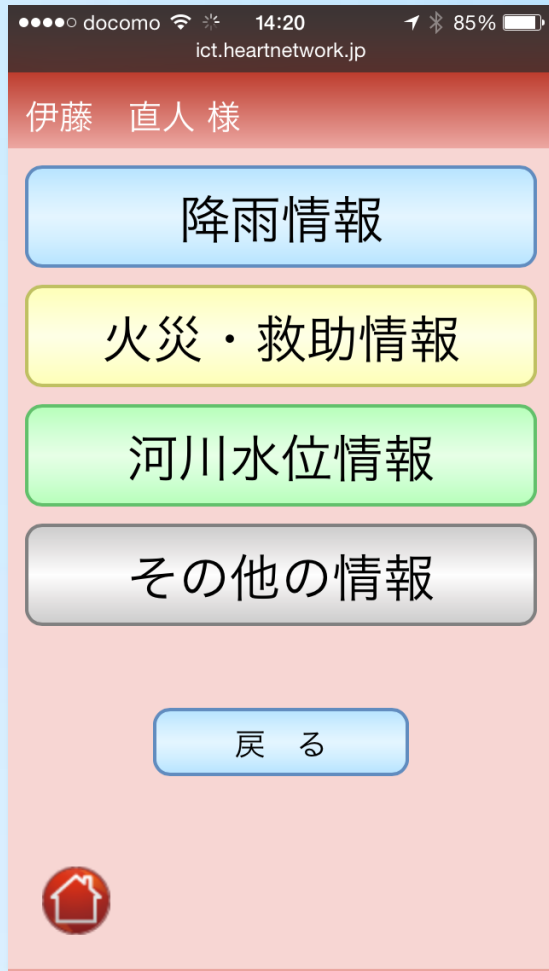 ●●●●○ docomo 14:20 85%
ict.heartnetwork.jp
伊藤　直人 様
降雨情報
火災・救助情報
河川水位情報
その他の情報
戻　る